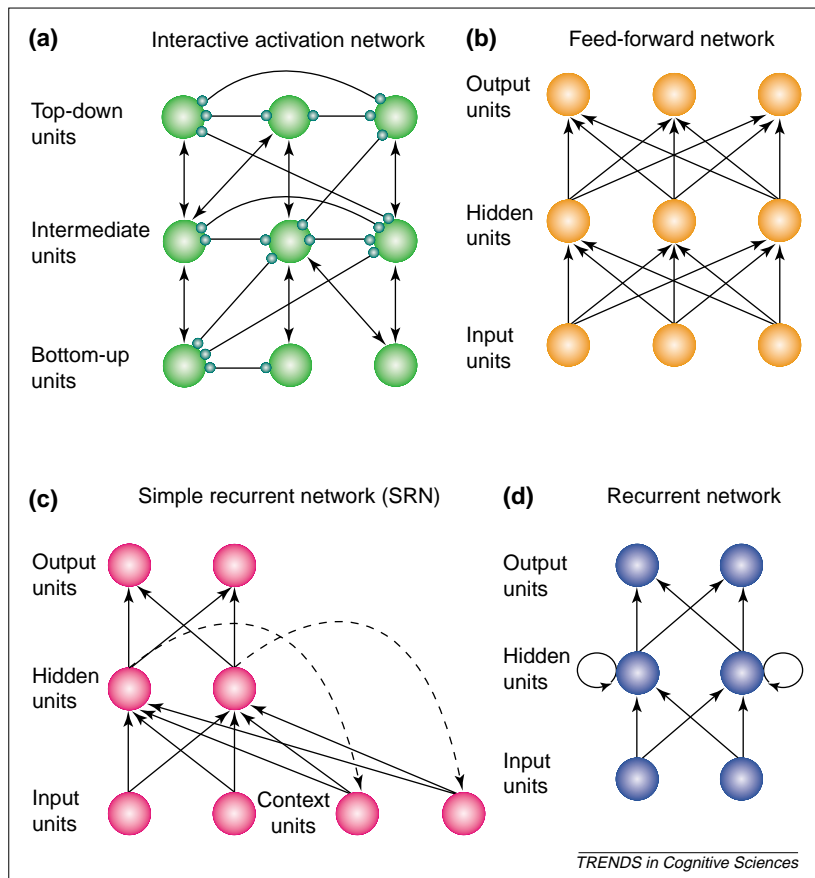 (a)
Interactive activation network
Top-down
units
Intermediate
units
Bottom-up
units
(b)
Feed-forward network
Output
units
Hidden
units
Input
units
(c)
Simple recurrent network (SRN)
Output
units
Hidden
units
Input
units
Context
units
(d)
Recurrent network
Output
units
Hidden
units
Input
units
TRENDS in Cognitive Sciences